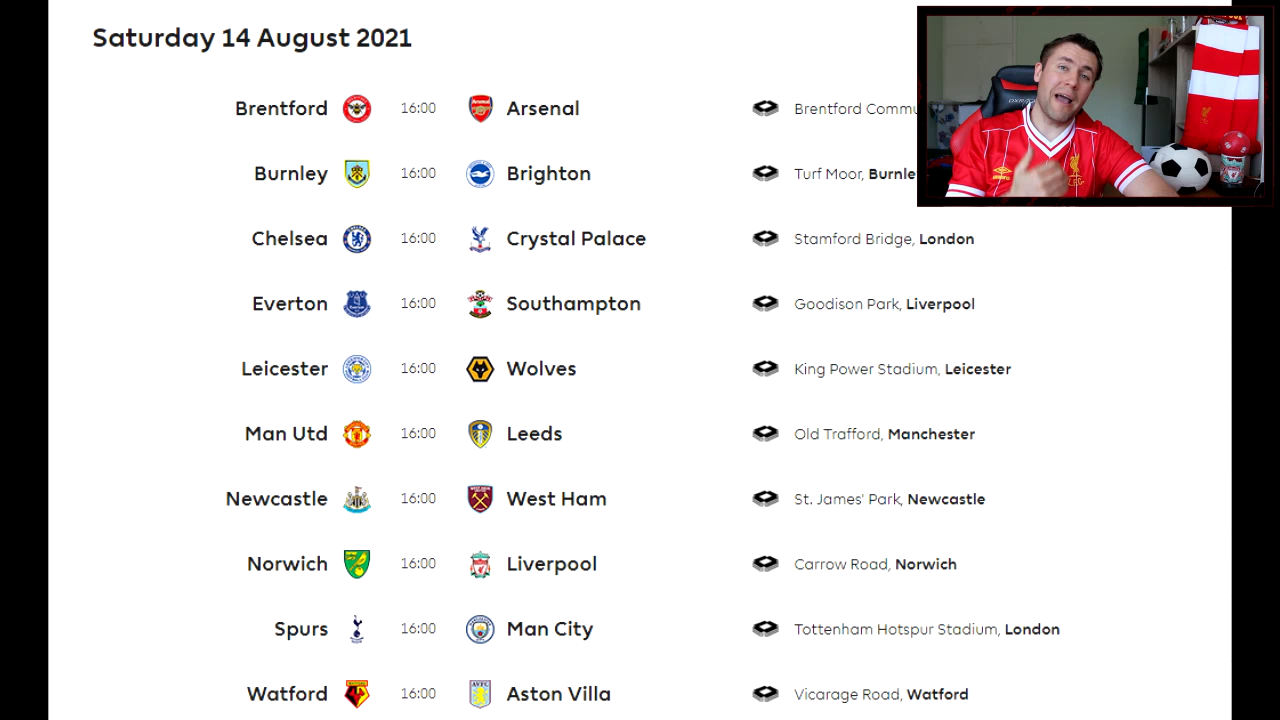 Saturday 14 August 2021
Brentford 16:00 Arsenal Brentford Commu
Burnley 16:00 Brighton Turf Moor, Burnle
Chelsea 16:00 Crystal Palace Stamford Bridge, London
Everton 16:00 Southampton Goodison Park, Liverpool
Leicester 16:00 Wolves King Power Stadium, Leicester
Man Utd 16:00 Leeds Old Trafford, Manchester
Newcastle 16:00 West Ham St. James' Park, Newcastle
Norwich 16:00 Liverpool Carrow Road, Norwich
Spurs 16:00 Man City Tottenham Hotspur Stadium, London
Watford 16:00 Aston Villa Vicarage Road, Watford